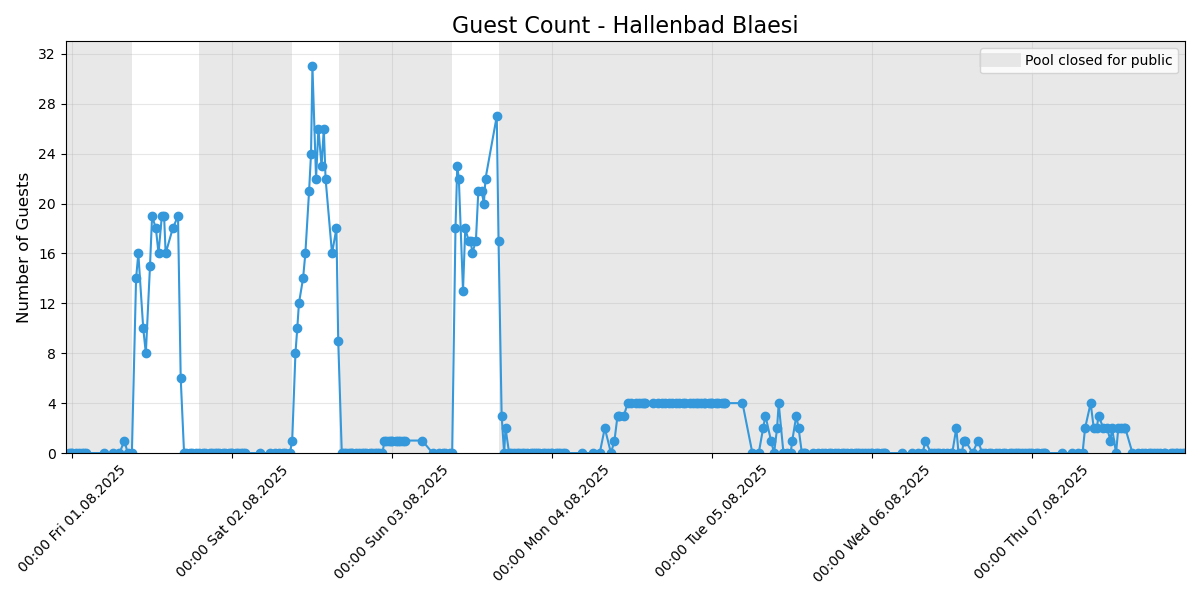 Guest Count - Hallenbad Blaesi
Number of Guests
32
28
24
20
16
12
8
4
0
Pool closed for public
00:00 Fri 01.08.2025
00:00 Sat 02.08.2025
00:00 Sun 03.08.2025
00:00 Mon 04.08.2025
00:00 Tue 05.08.2025
00:00 Wed 06.08.2025
00:00 Thu 07.08.2025